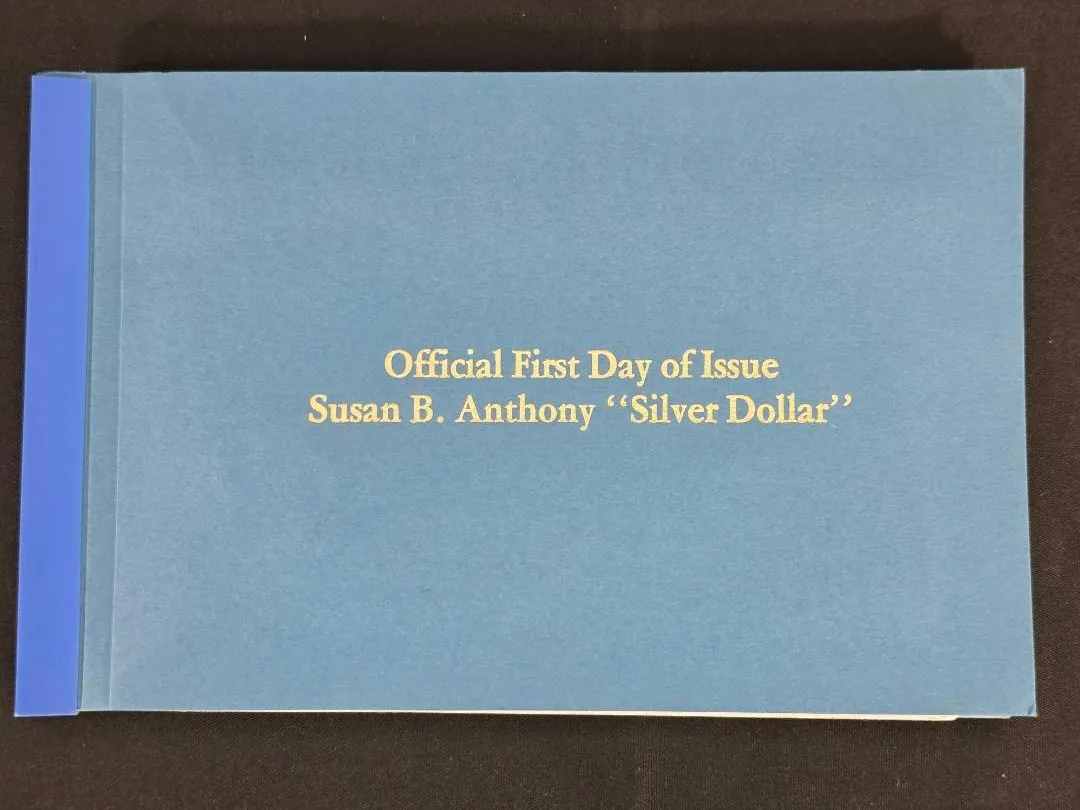 Official First Day of Issue
Susan B. Anthony ‘‘Silver Dollar’’